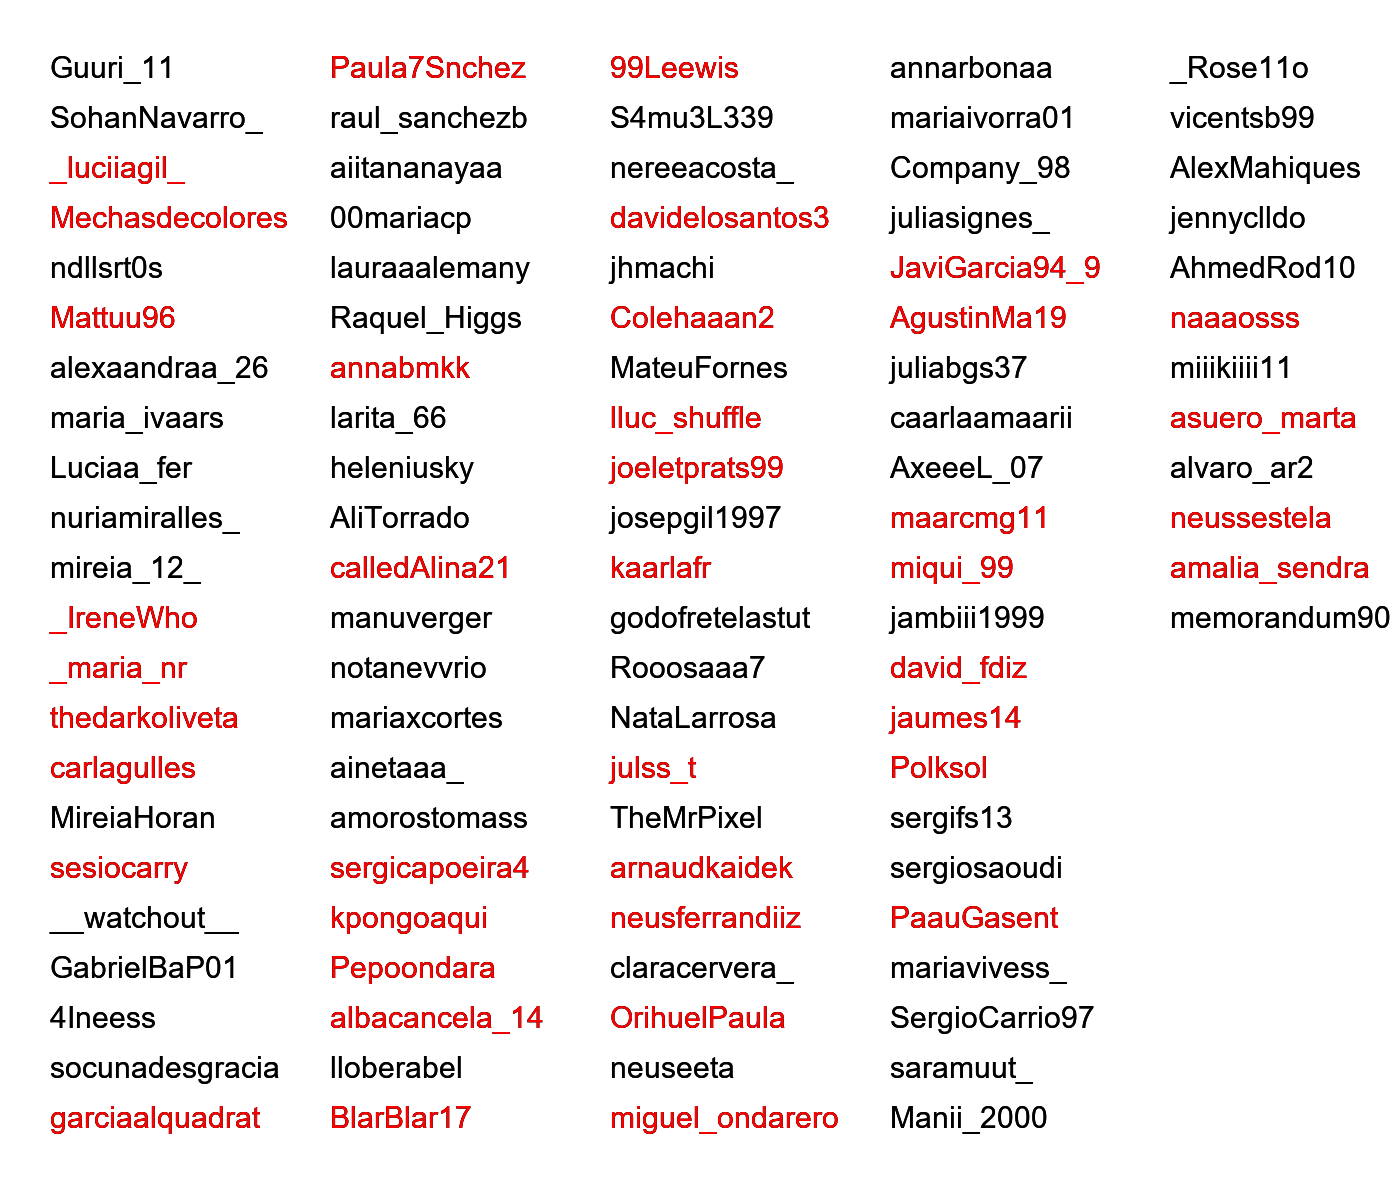 Guuri_11
SohanNavarro_
_luciiagil_
Mechasdecolores
ndllsrt0s
Mattuu96
alexaandraa_26
maria_ivaars
Luciaa_fer
nuriamiralles_
mireia_12_
_IreneWho
_maria_nr
thedarkoliveta
carlagulles
MireiaHoran
sesiocarry
__watchout__
GabrielBaP01
4Ineess
socunadesgracia
garciaalquadrat
Paula7Snchez
raul_sanchezb
aiitananayaa
00mariacp
lauraaalemany
Raquel_Higgs
annabmkk
larita_66
heleniusky
AliTorrado
calledAlina21
manuverger
notanevvrio
mariaxcortes
ainetaaa_
amorostomass
sergicapoeira4
kpongoaqui
Pepoondara
albacancela_14
lloberabel
BlarBlar17
99Leewis
S4mu3L339
nereeacosta_
davidelosantos3
jhmachi
Colehaaan2
MateuFornes
lluc_shuffle
joeletprats99
josepgil1997
kaarlafr
godofretelastut
Rooosaaa7
NataLarrosa
julss_t
TheMrPixel
arnaudkaidek
neusferrandiiz
claracervera_
OrihuelPaula
neuseeta
miguel_ondarero
annarbonaa
mariaivorra01
Company_98
juliasignes_
JaviGarcia94_9
AgustinMa19
juliabgs37
caarlaamaarii
AxeeeL_07
maarcmg11
miqui_99
jambiii1999
david_fdiz
jaumes14
Polksol
sergifs13
sergiosaoudi
PaauGasent
mariavivess_
SergioCarrio97
saramuut_
Manii_2000
_Rose11o
vicentsb99
AlexMahiques
jennyclldo
AhmedRod10
naaaosss
miiikiiii11
asuero_marta
alvaro_ar2
neussestela
amalia_sendra
memorandum90